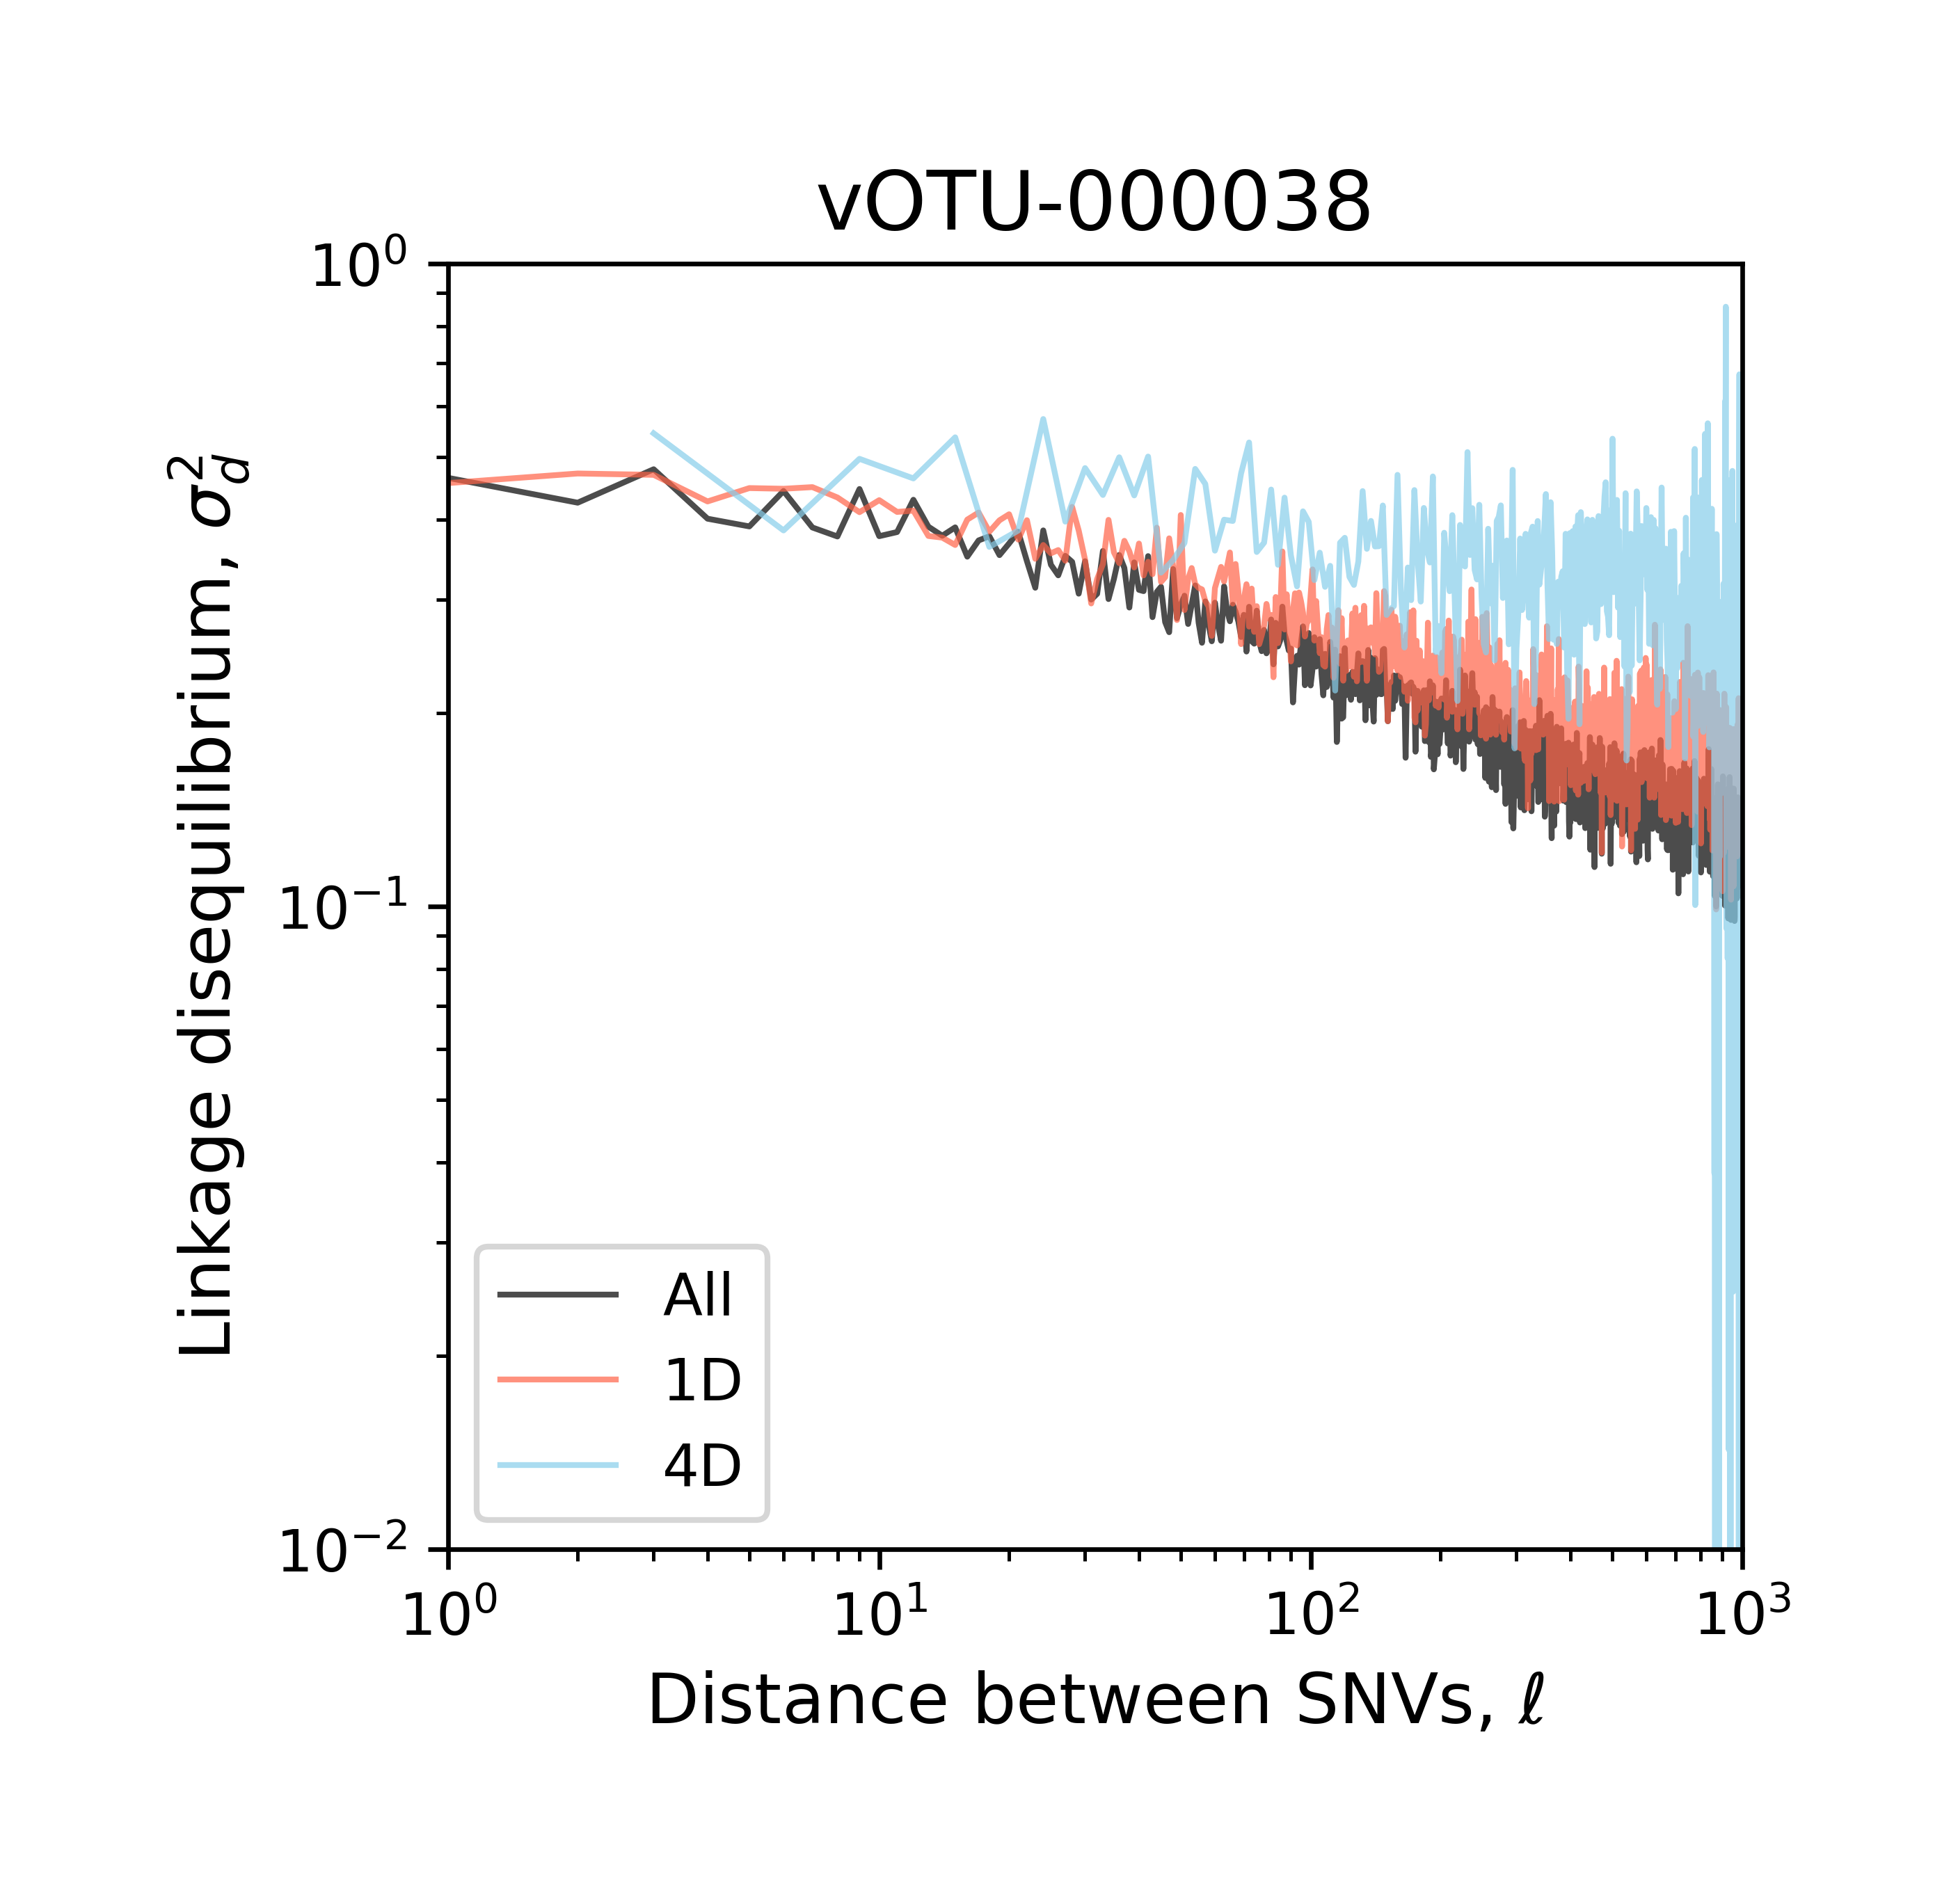 vOTU-000038
10⁰
10⁻¹
10⁻²
Linkage disequilibrium, σ²_d
All
1D
4D
10⁰ 10¹ 10² 10³
Distance between SNVs, ℓ